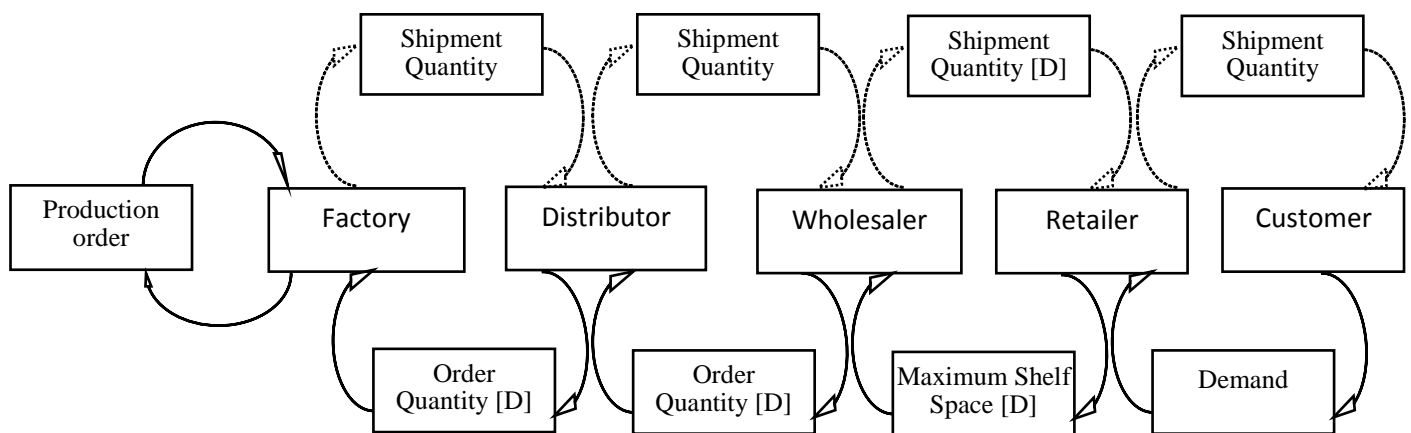 Shipment
Quantity
Shipment
Quantity
Shipment
Quantity [D]
Shipment
Quantity
Production
order
Factory
Distributor
Wholesaler
Retailer
Customer
Order
Quantity [D]
Order
Quantity [D]
Maximum Shelf
Space [D]
Demand